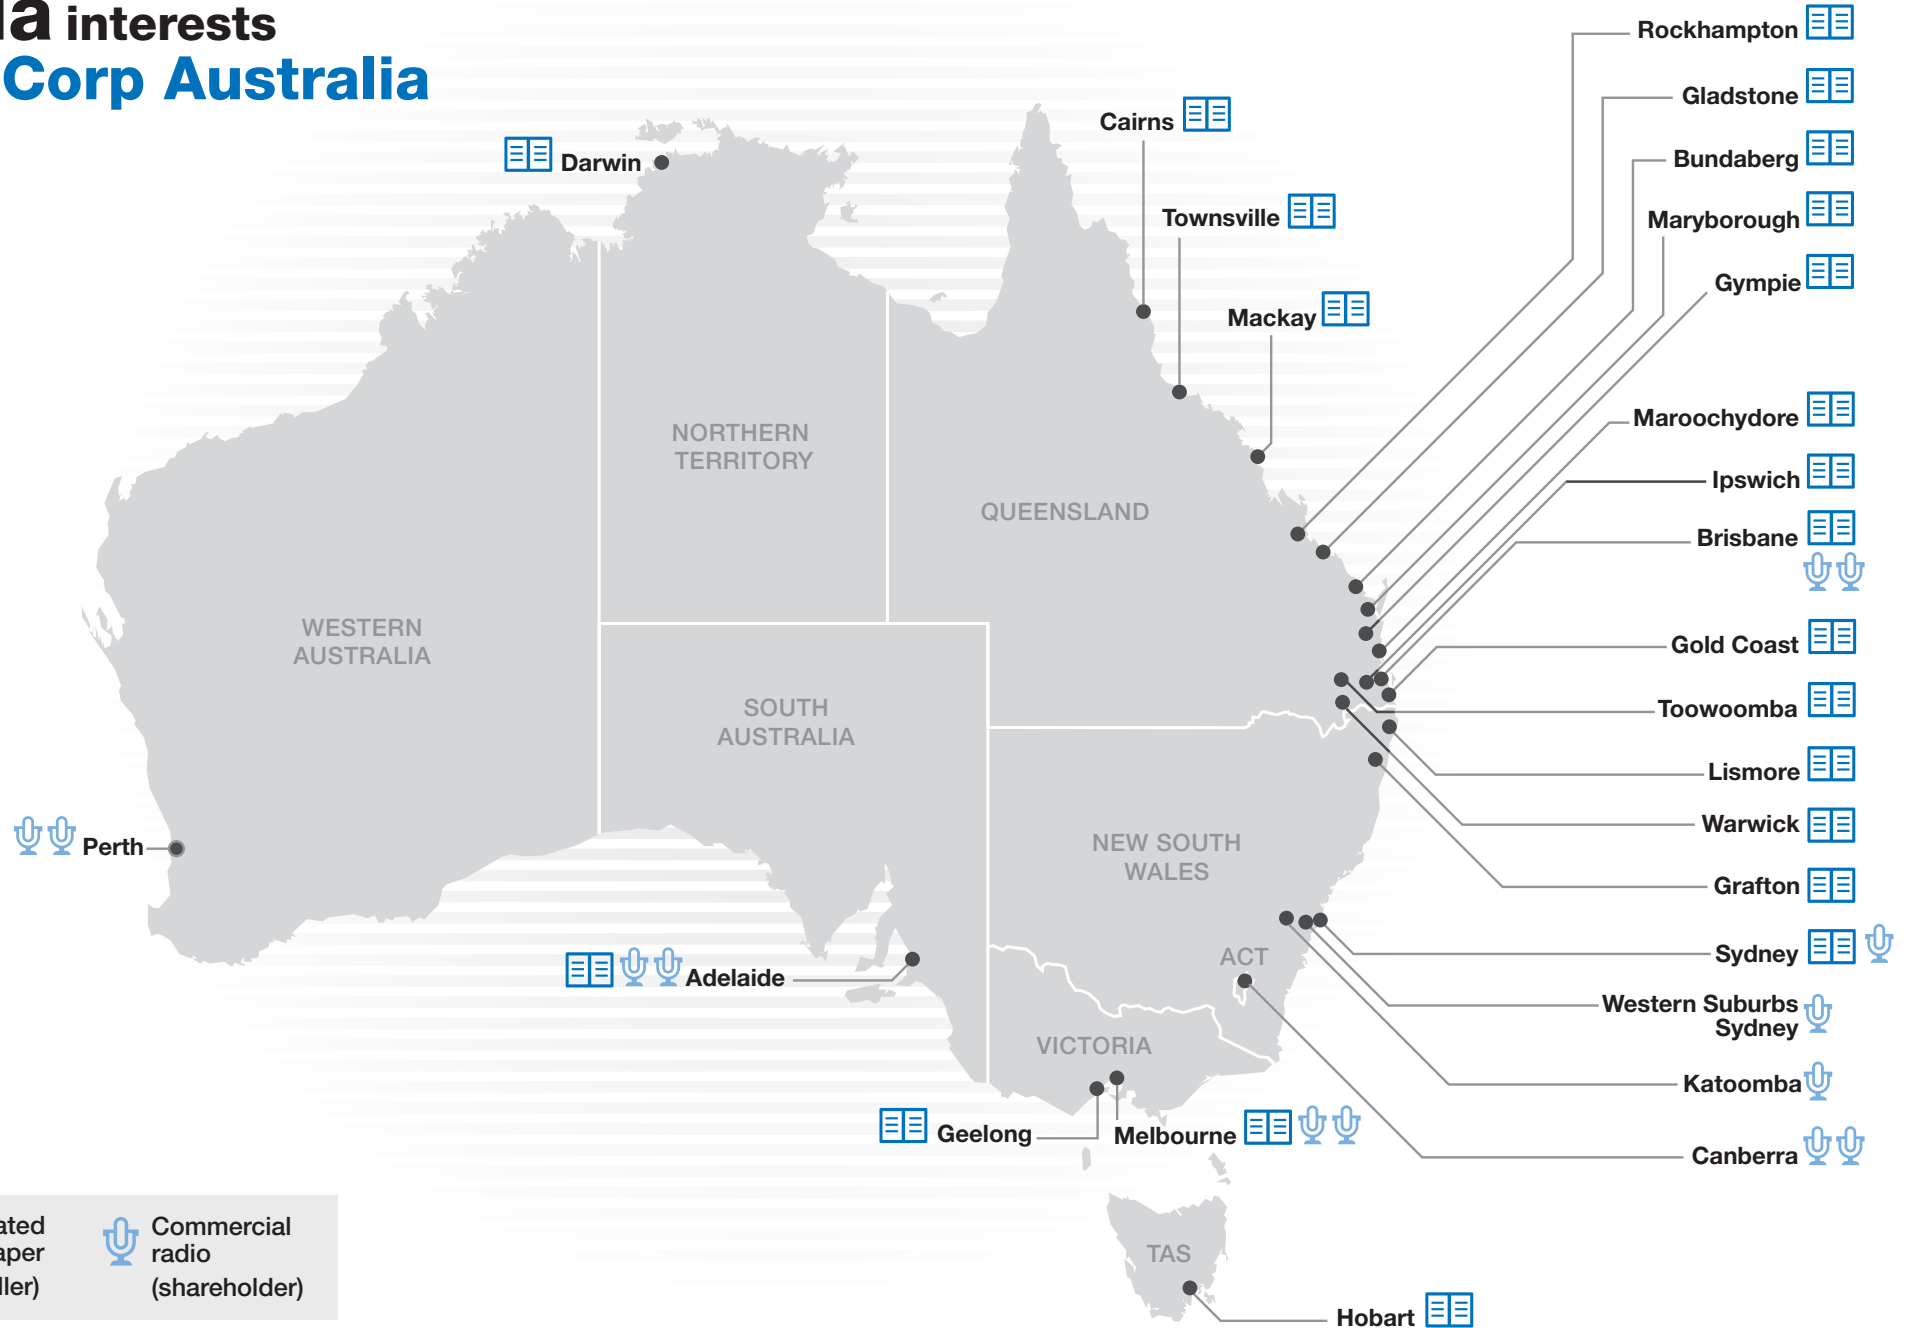 interests
Corp Australia
Rockhampton
Gladstone
Bundaberg
Maryborough
Gympie
Cairns
Darwin
Townsville
Mackay
NORTHERN
TERRITORY
QUEENSLAND
Maroochydore
Ipswich
Brisbane
WESTERN
AUSTRALIA
Gold Coast
SOUTH
AUSTRALIA
Toowoomba
Lismore
Warwick
Perth
NEW SOUTH
WALES
Grafton
Sydney
ACT
Adelaide
Western Suburbs
Sydney
VICTORIA
Katoomba
Geelong
Melbourne
Canberra
TAS
Hobart
Commercial
radio
(shareholder)